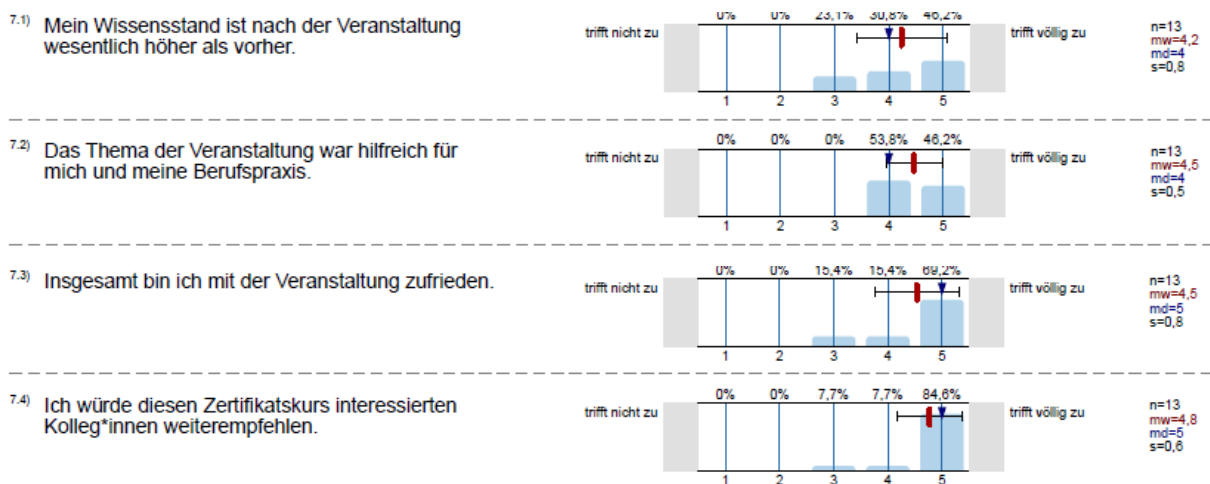 7.1) Mein Wissensstand ist nach der Veranstaltung
wesentlich höher als vorher.
trifft nicht zu
0% 0% 23,1% 30,8% 46,2%
1 2 3 4 5
trifft völlig zu
n=13
mw=4,2
md=4
s=0,8
7.2) Das Thema der Veranstaltung war hilfreich für
mich und meine Berufspraxis.
trifft nicht zu
0% 0% 0% 53,8% 46,2%
1 2 3 4 5
trifft völlig zu
n=13
mw=4,5
md=4
s=0,5
7.3) Insgesamt bin ich mit der Veranstaltung zufrieden.
trifft nicht zu
0% 0% 15,4% 15,4% 69,2%
1 2 3 4 5
trifft völlig zu
n=13
mw=4,5
md=5
s=0,8
7.4) Ich würde diesen Zertifikatskurs interessierten
Kolleg*innen weiterempfehlen.
trifft nicht zu
0% 0% 7,7% 7,7% 84,6%
1 2 3 4 5
trifft völlig zu
n=13
mw=4,8
md=5
s=0,6